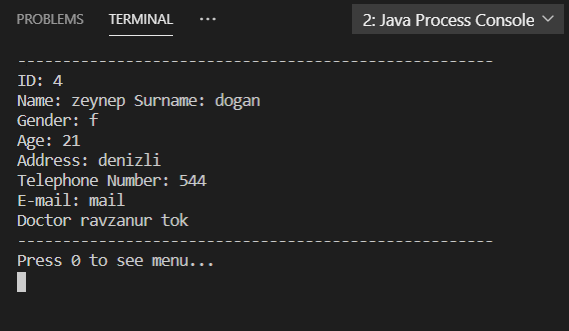 PROBLEMS TERMINAL ... 2: Java Process Console
----------------------------------------------------
ID: 4
Name: zeynep Surname: dogan
Gender: f
Age: 21
Address: denizli
Telephone Number: 544
E-mail: mail
Doctor ravzanur tok
----------------------------------------------------
Press 0 to see menu...